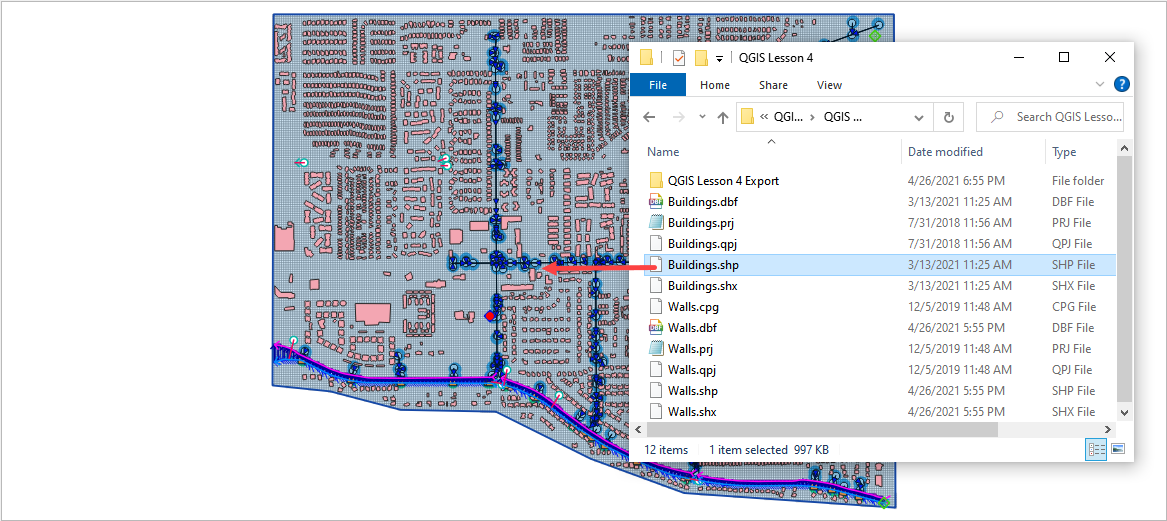 QGIS Lesson 4
File Home Share View
« QGI... › QGIS ... Search QGIS Lesso...
Name Date modified Type
QGIS Lesson 4 Export 4/26/2021 6:55 PM File folder
Buildings.dbf 3/13/2021 11:25 AM DBF File
Buildings.prj 7/31/2018 11:56 AM PRJ File
Buildings.qpj 7/31/2018 11:56 AM QPJ File
Buildings.shp 3/13/2021 11:25 AM SHP File
Buildings.shx 3/13/2021 11:25 AM SHX File
Walls.cpg 12/5/2019 11:48 AM CPG File
Walls.dbf 4/26/2021 5:55 PM DBF File
Walls.prj 12/5/2019 11:48 AM PRJ File
Walls.qpj 12/5/2019 11:48 AM QPJ File
Walls.shp 4/26/2021 5:55 PM SHP File
Walls.shx 4/26/2021 5:55 PM SHX File
12 items 1 item selected 997 KB